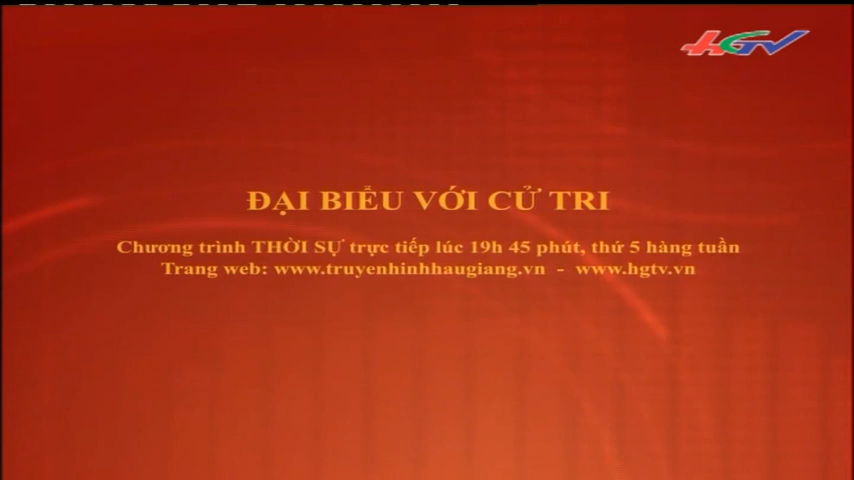 HGTV
ĐẠI BIỂU VỚI CỬ TRI
Chương trình THỜI SỰ trực tiếp lúc 19h 45 phút, thứ 5 hàng tuần
Trang web: www.truyenhinhhaugiang.vn - www.hgtv.vn